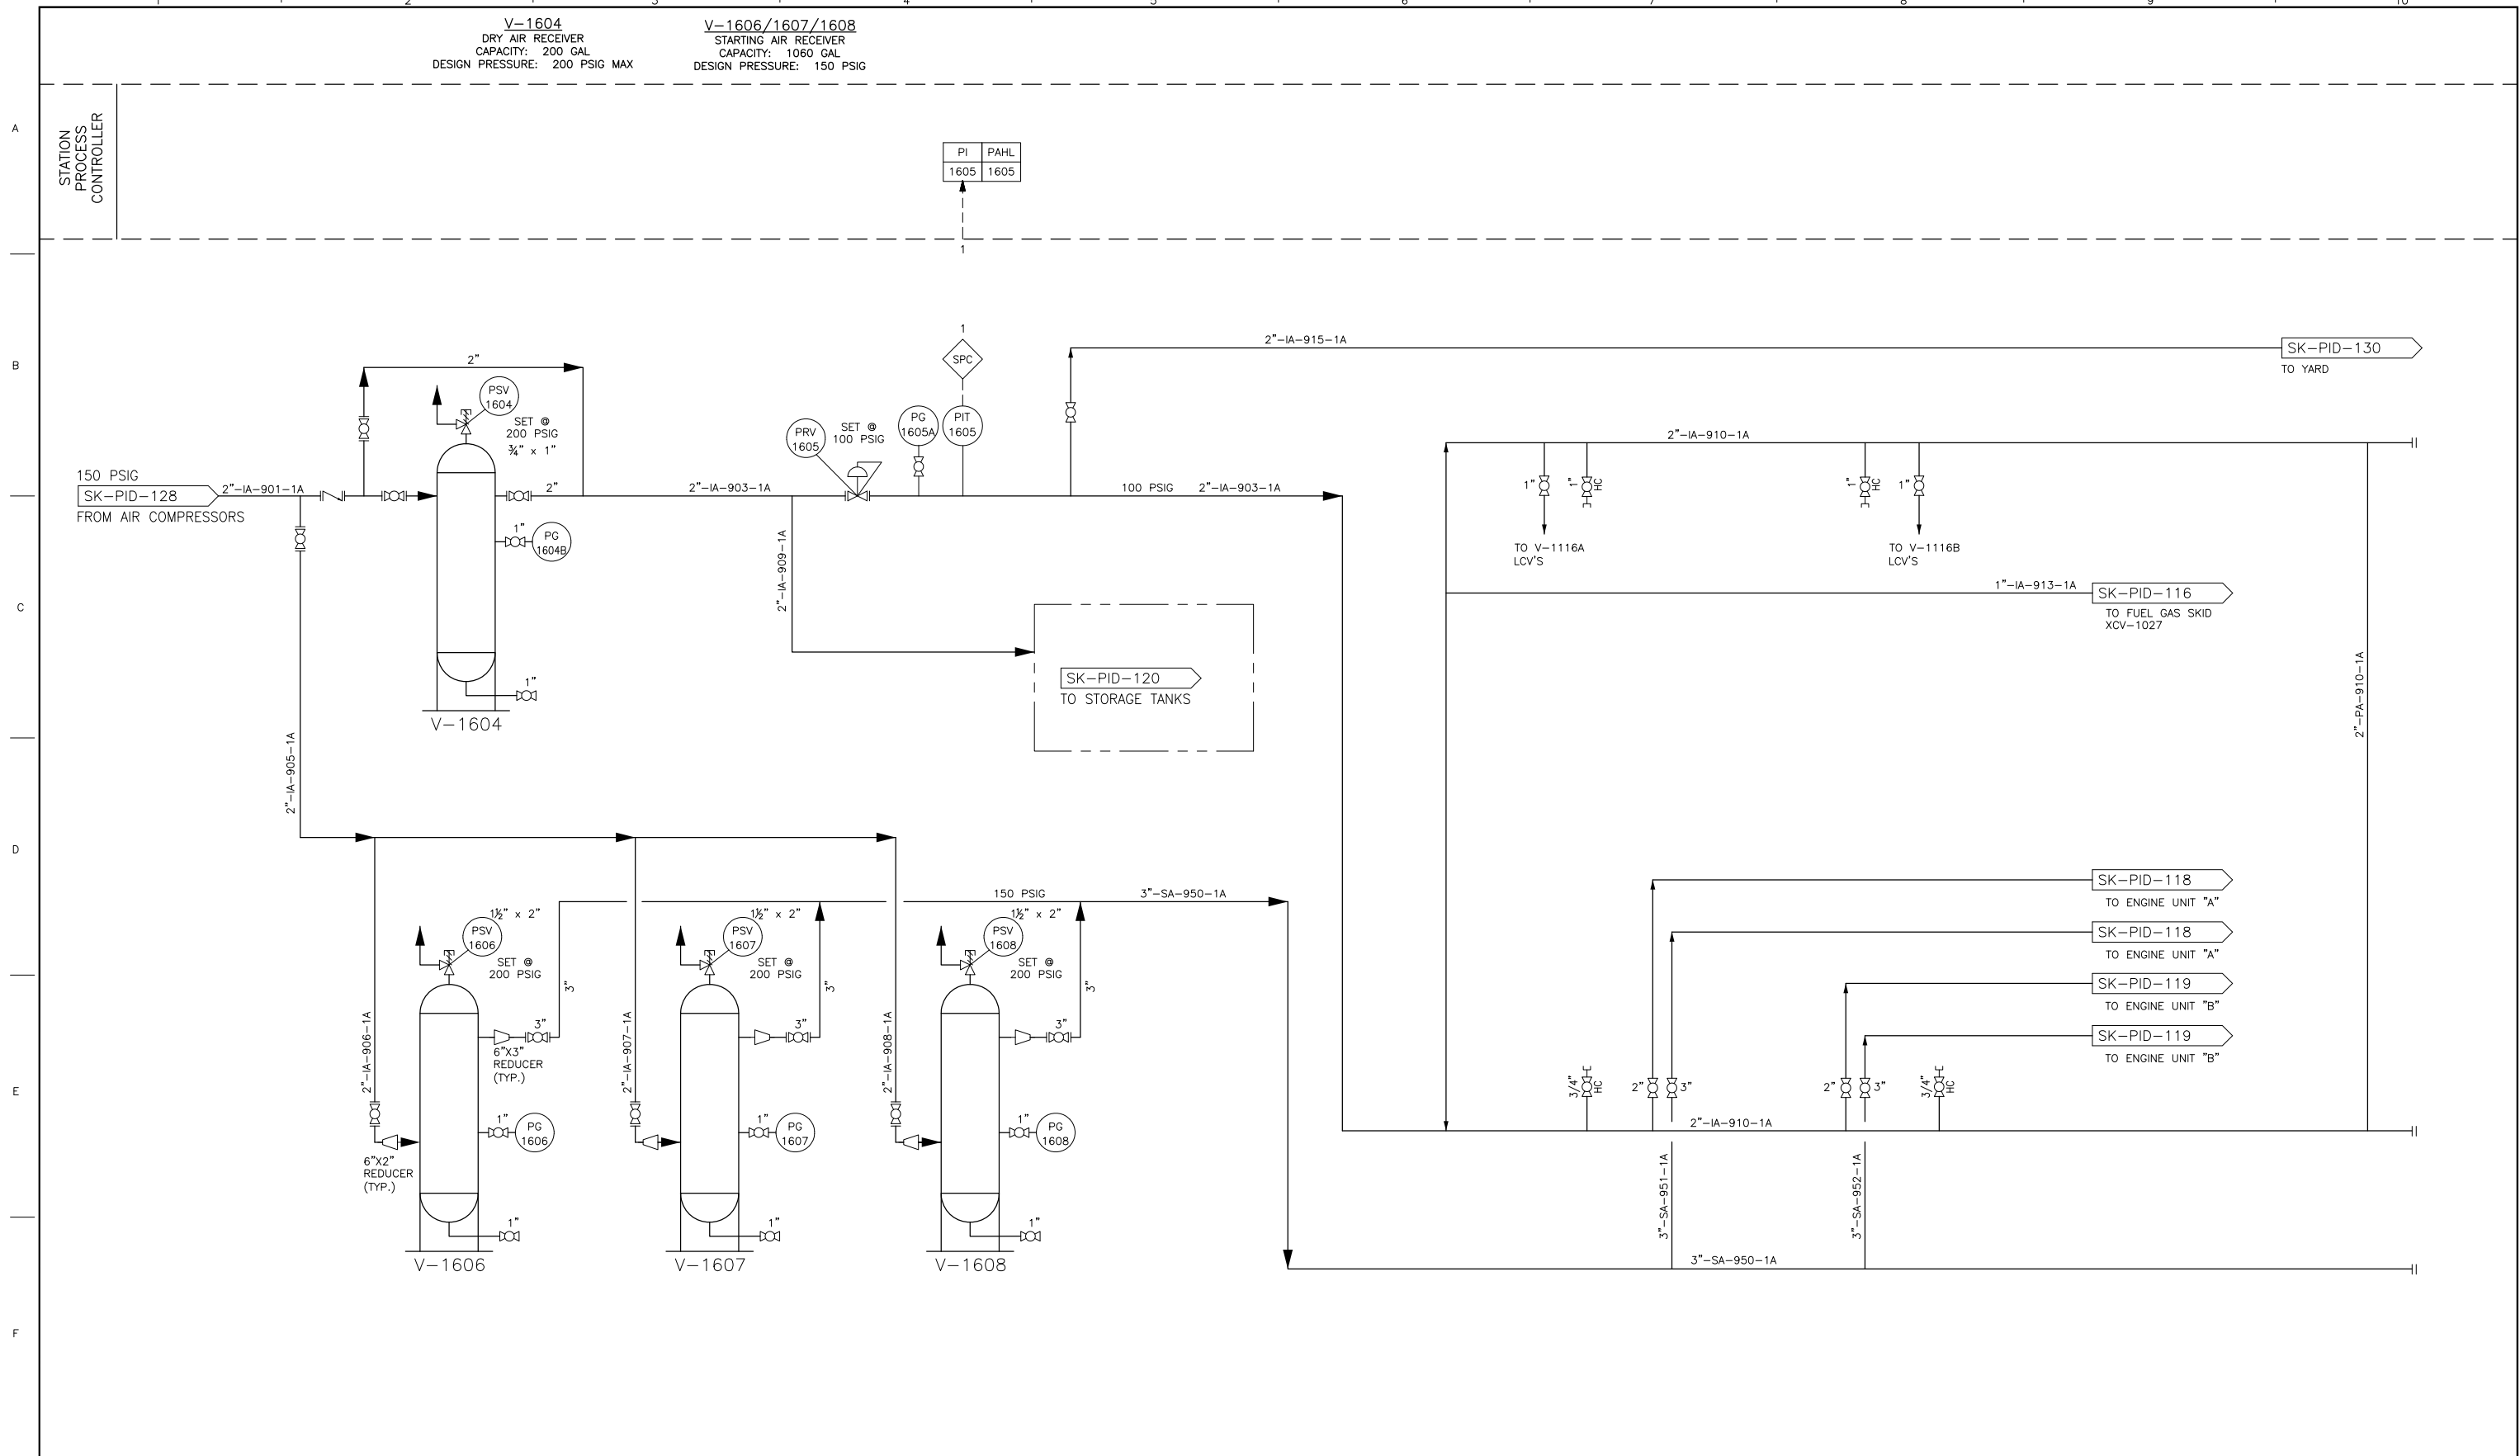 1 2 3 4 5 6 7 8 9 10
V-1604
DRY AIR RECEIVER
CAPACITY: 200 GAL
DESIGN PRESSURE: 200 PSIG MAX
V-1606/1607/1608
STARTING AIR RECEIVER
CAPACITY: 1060 GAL
DESIGN PRESSURE: 150 PSIG
A
STATION
PROCESS
CONTROLLER
PI PAHL
1605 1605
1
B
1
SPC
2"-IA-915-1A
SK-PID-130
TO YARD
2"
PSV
1604
SET @
200 PSIG
¾" x 1"
PRV
1605
SET @
100 PSIG
PG
1605A
PIT
1605
2"-IA-910-1A
150 PSIG
SK-PID-128
FROM AIR COMPRESSORS
2"-IA-901-1A
2"
2"-IA-903-1A
100 PSIG 2"-IA-903-1A
1"
1"
HC
1"
HC
1"
1"
PG
1604B
2"-IA-909-1A
TO V-1116A
LCV'S
TO V-1116B
LCV'S
C
1"-IA-913-1A
SK-PID-116
TO FUEL GAS SKID
XCV-1027
SK-PID-120
TO STORAGE TANKS
1"
V-1604
2"-PA-910-1A
2"-IA-905-1A
D
150 PSIG
3"-SA-950-1A
SK-PID-118
TO ENGINE UNIT "A"
SK-PID-118
TO ENGINE UNIT "A"
SK-PID-119
TO ENGINE UNIT "B"
SK-PID-119
TO ENGINE UNIT "B"
1½" x 2"
PSV
1606
SET @
200 PSIG
3"
1½" x 2"
PSV
1607
SET @
200 PSIG
3"
1½" x 2"
PSV
1608
SET @
200 PSIG
3"
E
2"-IA-906-1A
3"
6"X3"
REDUCER
(TYP.)
2"-IA-907-1A
3"
2"-IA-908-1A
3"
1"
PG
1606
1"
PG
1607
1"
PG
1608
6"X2"
REDUCER
(TYP.)
3/4"
HC
2"
3"
2"
3"
3/4"
HC
2"-IA-910-1A
3"-SA-951-1A
3"-SA-952-1A
1"
1"
1"
V-1606
V-1607
V-1608
3"-SA-950-1A
F